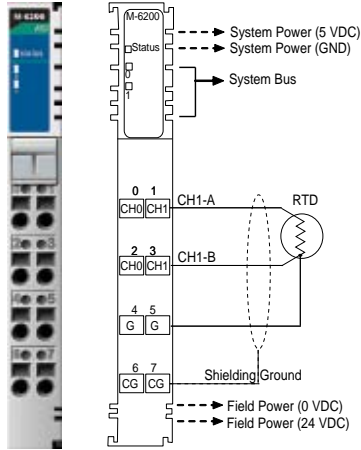 M-6200
M-6200
Status
0
1
System Power (5 VDC)
System Power (GND)
System Bus
0 1
CH0 CH1
CH1-A
RTD
2 3
CH0 CH1
CH1-B
4 5
G G
6 7
CG CG
Shielding Ground
Field Power (0 VDC)
Field Power (24 VDC)